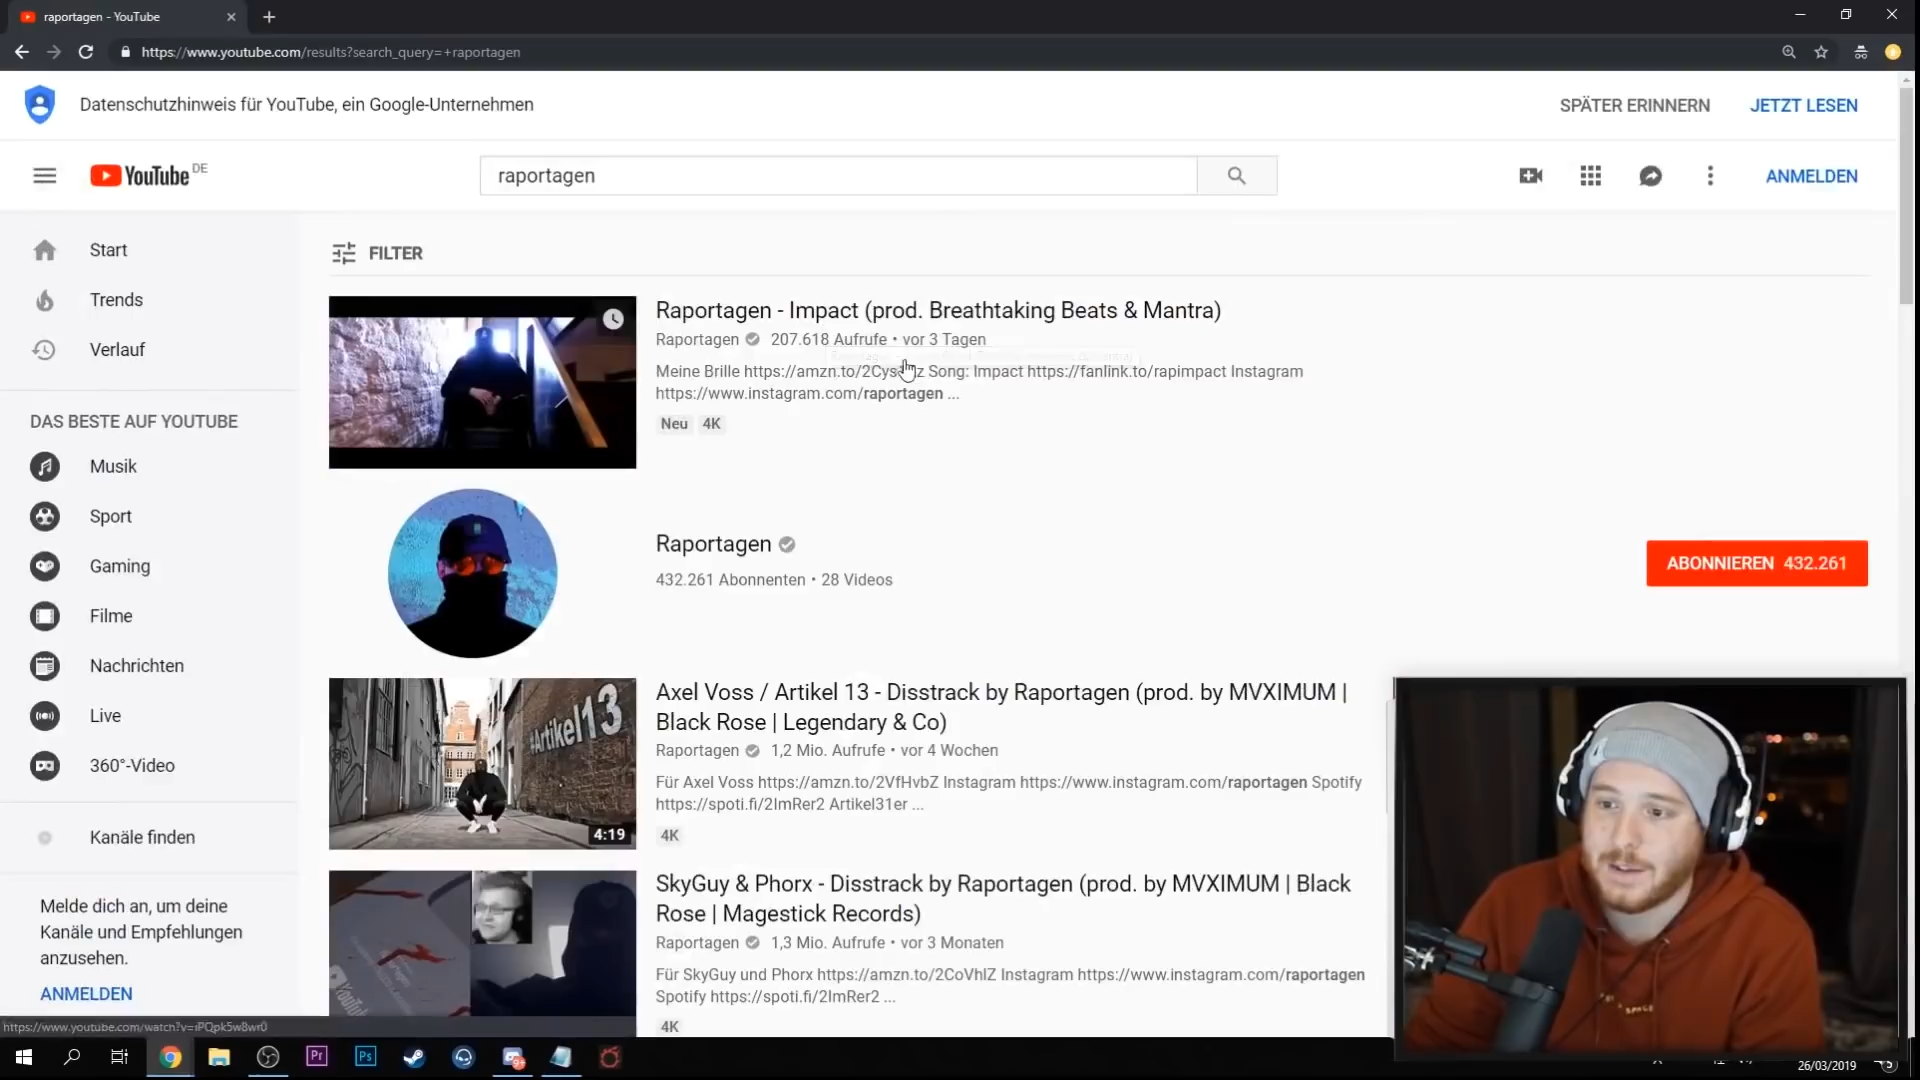 raportagen - YouTube
https://www.youtube.com/results?search_query=+raportagen
Datenschutzhinweis für YouTube, ein Google-Unternehmen
SPÄTER ERINNERN
JETZT LESEN
YouTube DE
raportagen
ANMELDEN
Start
Trends
Verlauf
DAS BESTE AUF YOUTUBE
Musik
Sport
Gaming
Filme
Nachrichten
Live
360°-Video
Kanäle finden
Melde dich an, um deine
Kanäle und Empfehlungen
anzusehen.
ANMELDEN
FILTER
Raportagen - Impact (prod. Breathtaking Beats & Mantra)
Raportagen 207.618 Aufrufe • vor 3 Tagen
Meine Brille Song: Impact https://fanlink.to/rapimpact Instagram
https://www.instagram.com/raportagen ...
Neu 4K
Raportagen
432.261 Abonnenten • 28 Videos
ABONNIEREN 432.261
#Artikel13
4:19
Axel Voss / Artikel 13 - Disstrack by Raportagen (prod. by MVXIMUM |
Black Rose | Legendary & Co)
Raportagen 1,2 Mio. Aufrufe • vor 4 Wochen
Für Axel Voss https://amzn.to/2VfHvbZ Instagram https://www.instagram.com/raportagen Spotify
https://spoti.fi/2ImRer2 Artikel31er ...
4K
YouTube
SkyGuy & Phorx - Disstrack by Raportagen (prod. by MVXIMUM | Black
Rose | Magestick Records)
Raportagen 1,3 Mio. Aufrufe • vor 3 Monaten
Für SkyGuy und Phorx https://amzn.to/2CoVhlZ Instagram https://www.instagram.com/raportagen
Spotify https://spoti.fi/2ImRer2 ...
4K
Pr
Ps
9+
26/03/2019
5